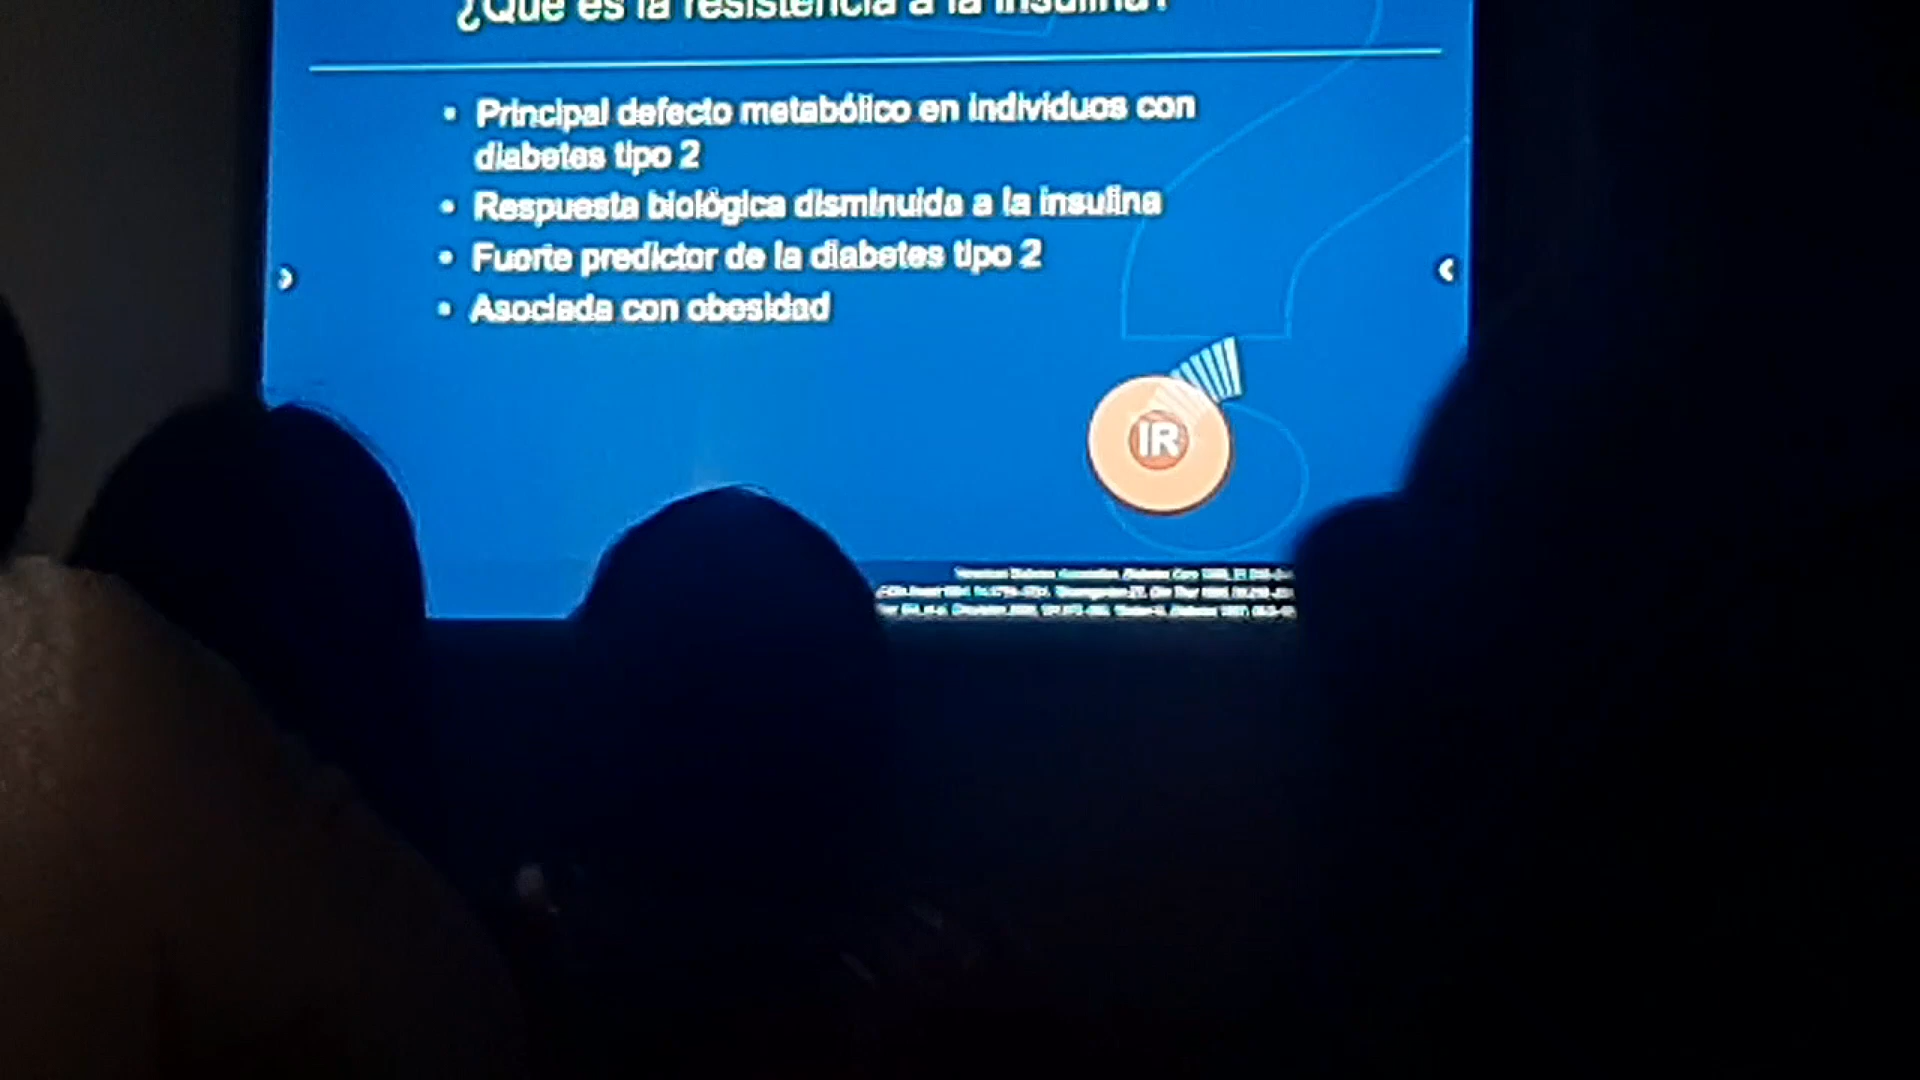 ¿Qué es la resistencia a la insulina?
• Principal defecto metabólico en individuos con
diabetes tipo 2
• Respuesta biológica disminuida a la insulina
• Fuerte predictor de la diabetes tipo 2
• Asociada con obesidad
IR